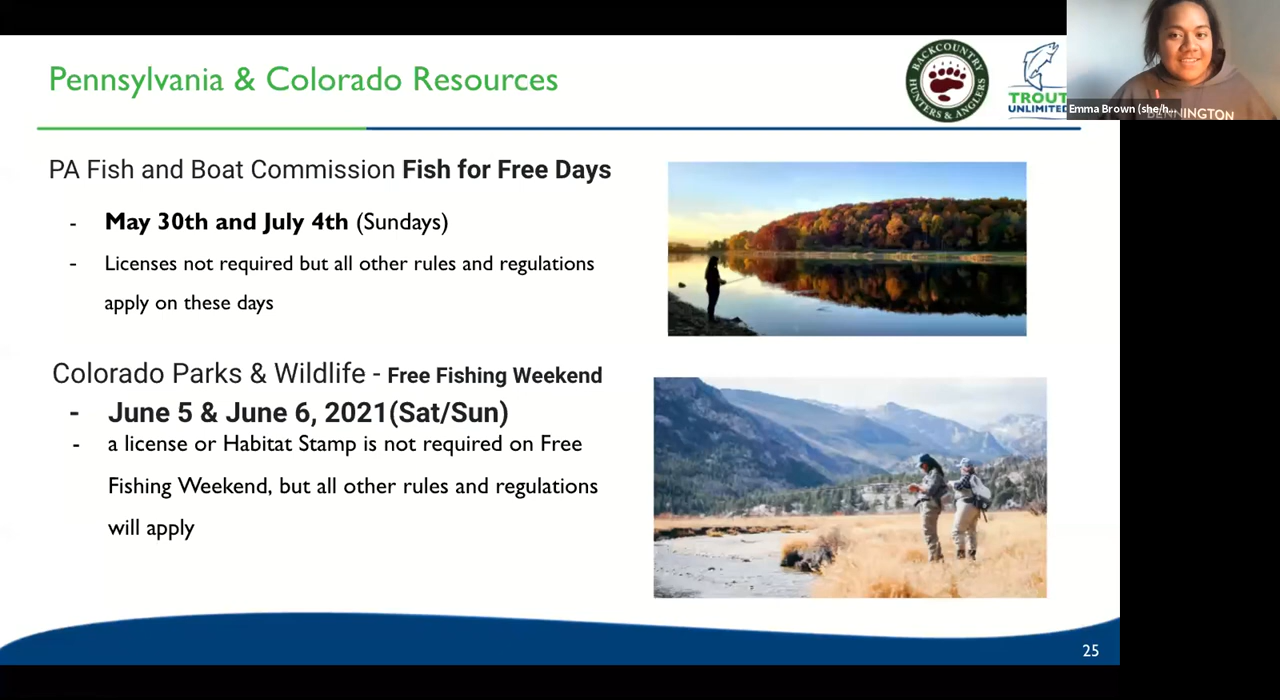 Pennsylvania & Colorado Resources
BACKCOUNTRY
HUNTERS & ANGLERS
TROUT
UNLIMITED
Emma Brown (she/h...
BENNINGTON
PA Fish and Boat Commission Fish for Free Days
- May 30th and July 4th (Sundays)
- Licenses not required but all other rules and regulations
apply on these days
Colorado Parks & Wildlife - Free Fishing Weekend
- June 5 & June 6, 2021(Sat/Sun)
- a license or Habitat Stamp is not required on Free
Fishing Weekend, but all other rules and regulations
will apply
25